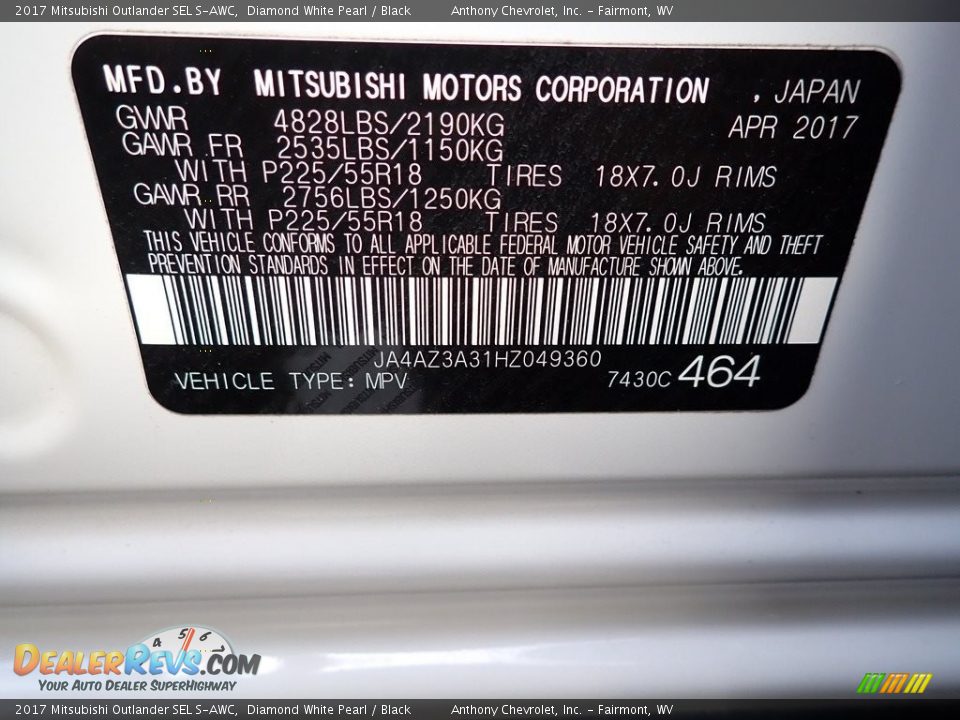 2017 Mitsubishi Outlander SEL S-AWC, Diamond White Pearl / Black Anthony Chevrolet, Inc. - Fairmont, WV
MFD.BY MITSUBISHI MOTORS CORPORATION , JAPAN
GVWR 4828LBS/2190KG APR 2017
GAWR FR 2535LBS/1150KG
WITH P225/55R18 TIRES 18X7.0J RIMS
GAWR RR 2756LBS/1250KG
WITH P225/55R18 TIRES 18X7.0J RIMS
THIS VEHICLE CONFORMS TO ALL APPLICABLE FEDERAL MOTOR VEHICLE SAFETY AND THEFT
PREVENTION STANDARDS IN EFFECT ON THE DATE OF MANUFACTURE SHOWN ABOVE.
JA4AZ3A31HZ049360
VEHICLE TYPE: MPV 7430C 464
4 5 6
DEALERREVS.COM
YOUR AUTO DEALER SUPERHIGHWAY
2017 Mitsubishi Outlander SEL S-AWC, Diamond White Pearl / Black Anthony Chevrolet, Inc. - Fairmont, WV